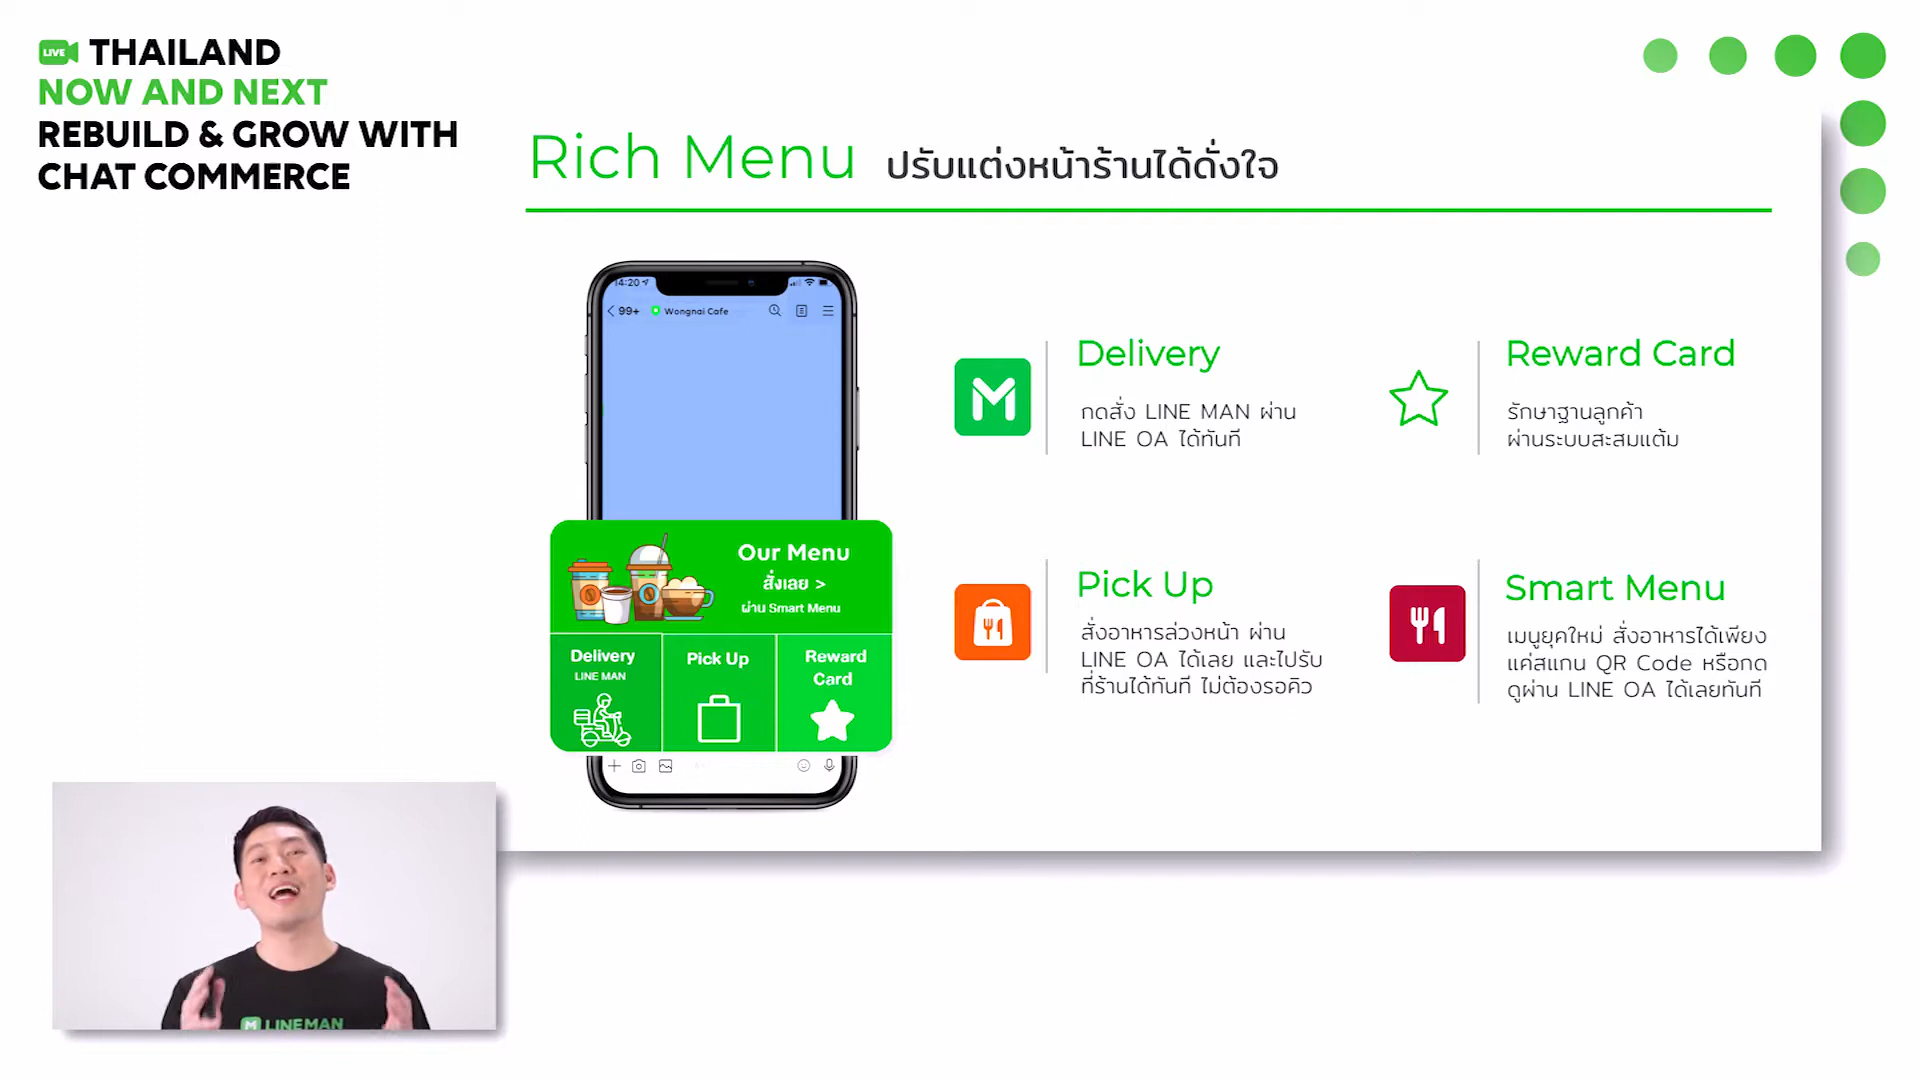 LIVE THAILAND
NOW AND NEXT
REBUILD & GROW WITH
CHAT COMMERCE
Rich Menu ปรับแต่งหน้าร้านได้ดั่งใจ
14:20
99+ Wongnai Cafe
Our Menu
สั่งเลย >
ผ่าน Smart Menu
Delivery
LINE MAN
Pick Up
Reward
Card
Delivery
กดสั่ง LINE MAN ผ่าน
LINE OA ได้ทันที
Reward Card
รักษาฐานลูกค้า
ผ่านระบบสะสมแต้ม
Pick Up
สั่งอาหารล่วงหน้า ผ่าน
LINE OA ได้เลย และไปรับ
ที่ร้านได้ทันที ไม่ต้องรอคิว
Smart Menu
เมนูยุคใหม่ สั่งอาหารได้เพียง
แค่สแกน QR Code หรือกด
ดูผ่าน LINE OA ได้เลยทันที
LINEMAN